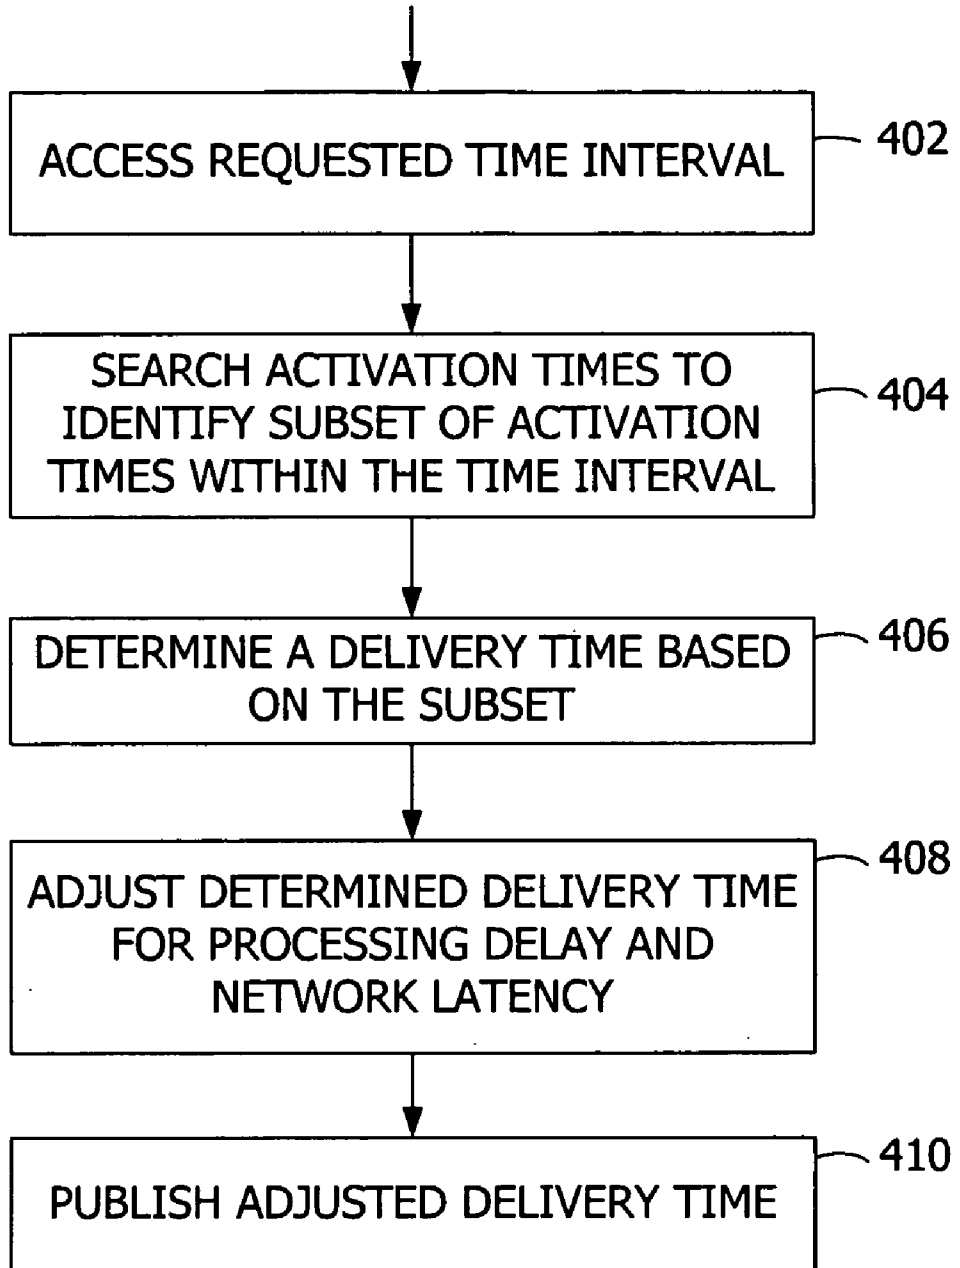 ACCESS REQUESTED TIME INTERVAL
402
SEARCH ACTIVATION TIMES TO
IDENTIFY SUBSET OF ACTIVATION
TIMES WITHIN THE TIME INTERVAL
404
DETERMINE A DELIVERY TIME BASED
ON THE SUBSET
406
ADJUST DETERMINED DELIVERY TIME
FOR PROCESSING DELAY AND
NETWORK LATENCY
408
PUBLISH ADJUSTED DELIVERY TIME
410